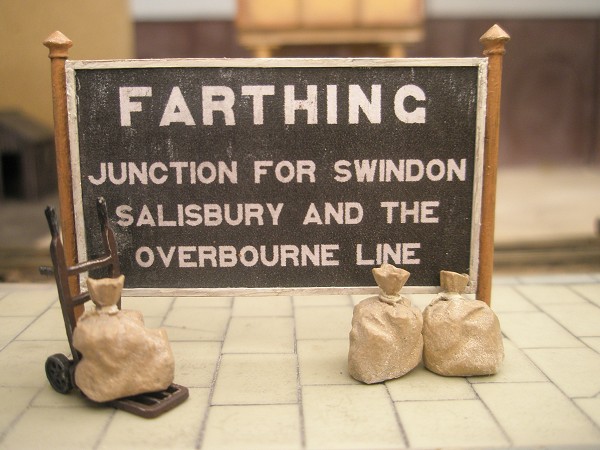 FARTHING
JUNCTION FOR SWINDON
SALISBURY AND THE
OVERBOURNE LINE